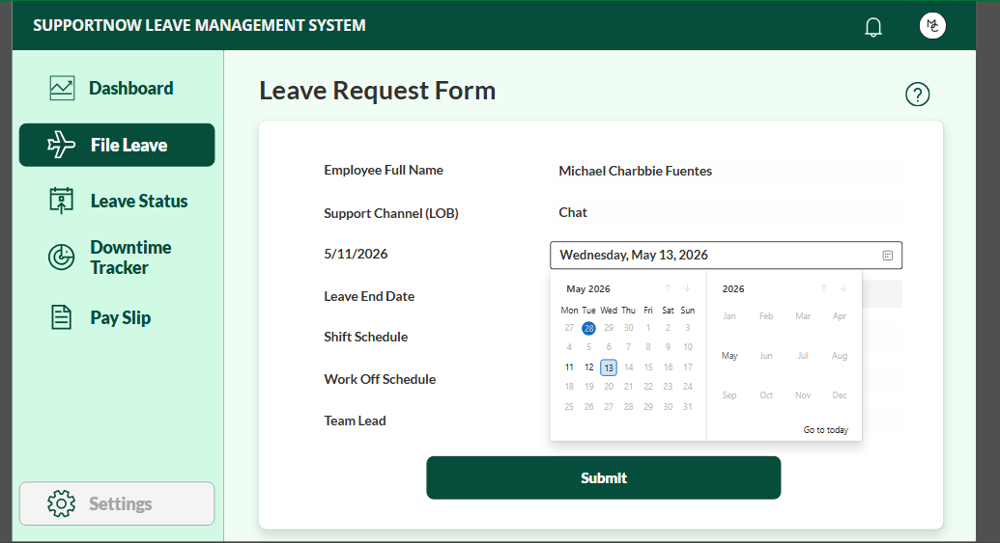 SUPPORTNOW LEAVE MANAGEMENT SYSTEM
MC
Dashboard
File Leave
Leave Status
Downtime
Tracker
Pay Slip
Settings
Leave Request Form
?
Employee Full Name
Michael Charbbie Fuentes
Support Channel (LOB)
Chat
5/11/2026
Wednesday, May 13, 2026
Leave End Date
Shift Schedule
Work Off Schedule
Team Lead
May 2026
Mon Tue Wed Thu Fri Sat Sun
27 28 29 30 1 2 3
4 5 6 7 8 9 10
11 12 13 14 15 16 17
18 19 20 21 22 23 24
25 26 27 28 29 30 31
2026
Jan Feb Mar Apr
May Jun Jul Aug
Sep Oct Nov Dec
Go to today
Submit